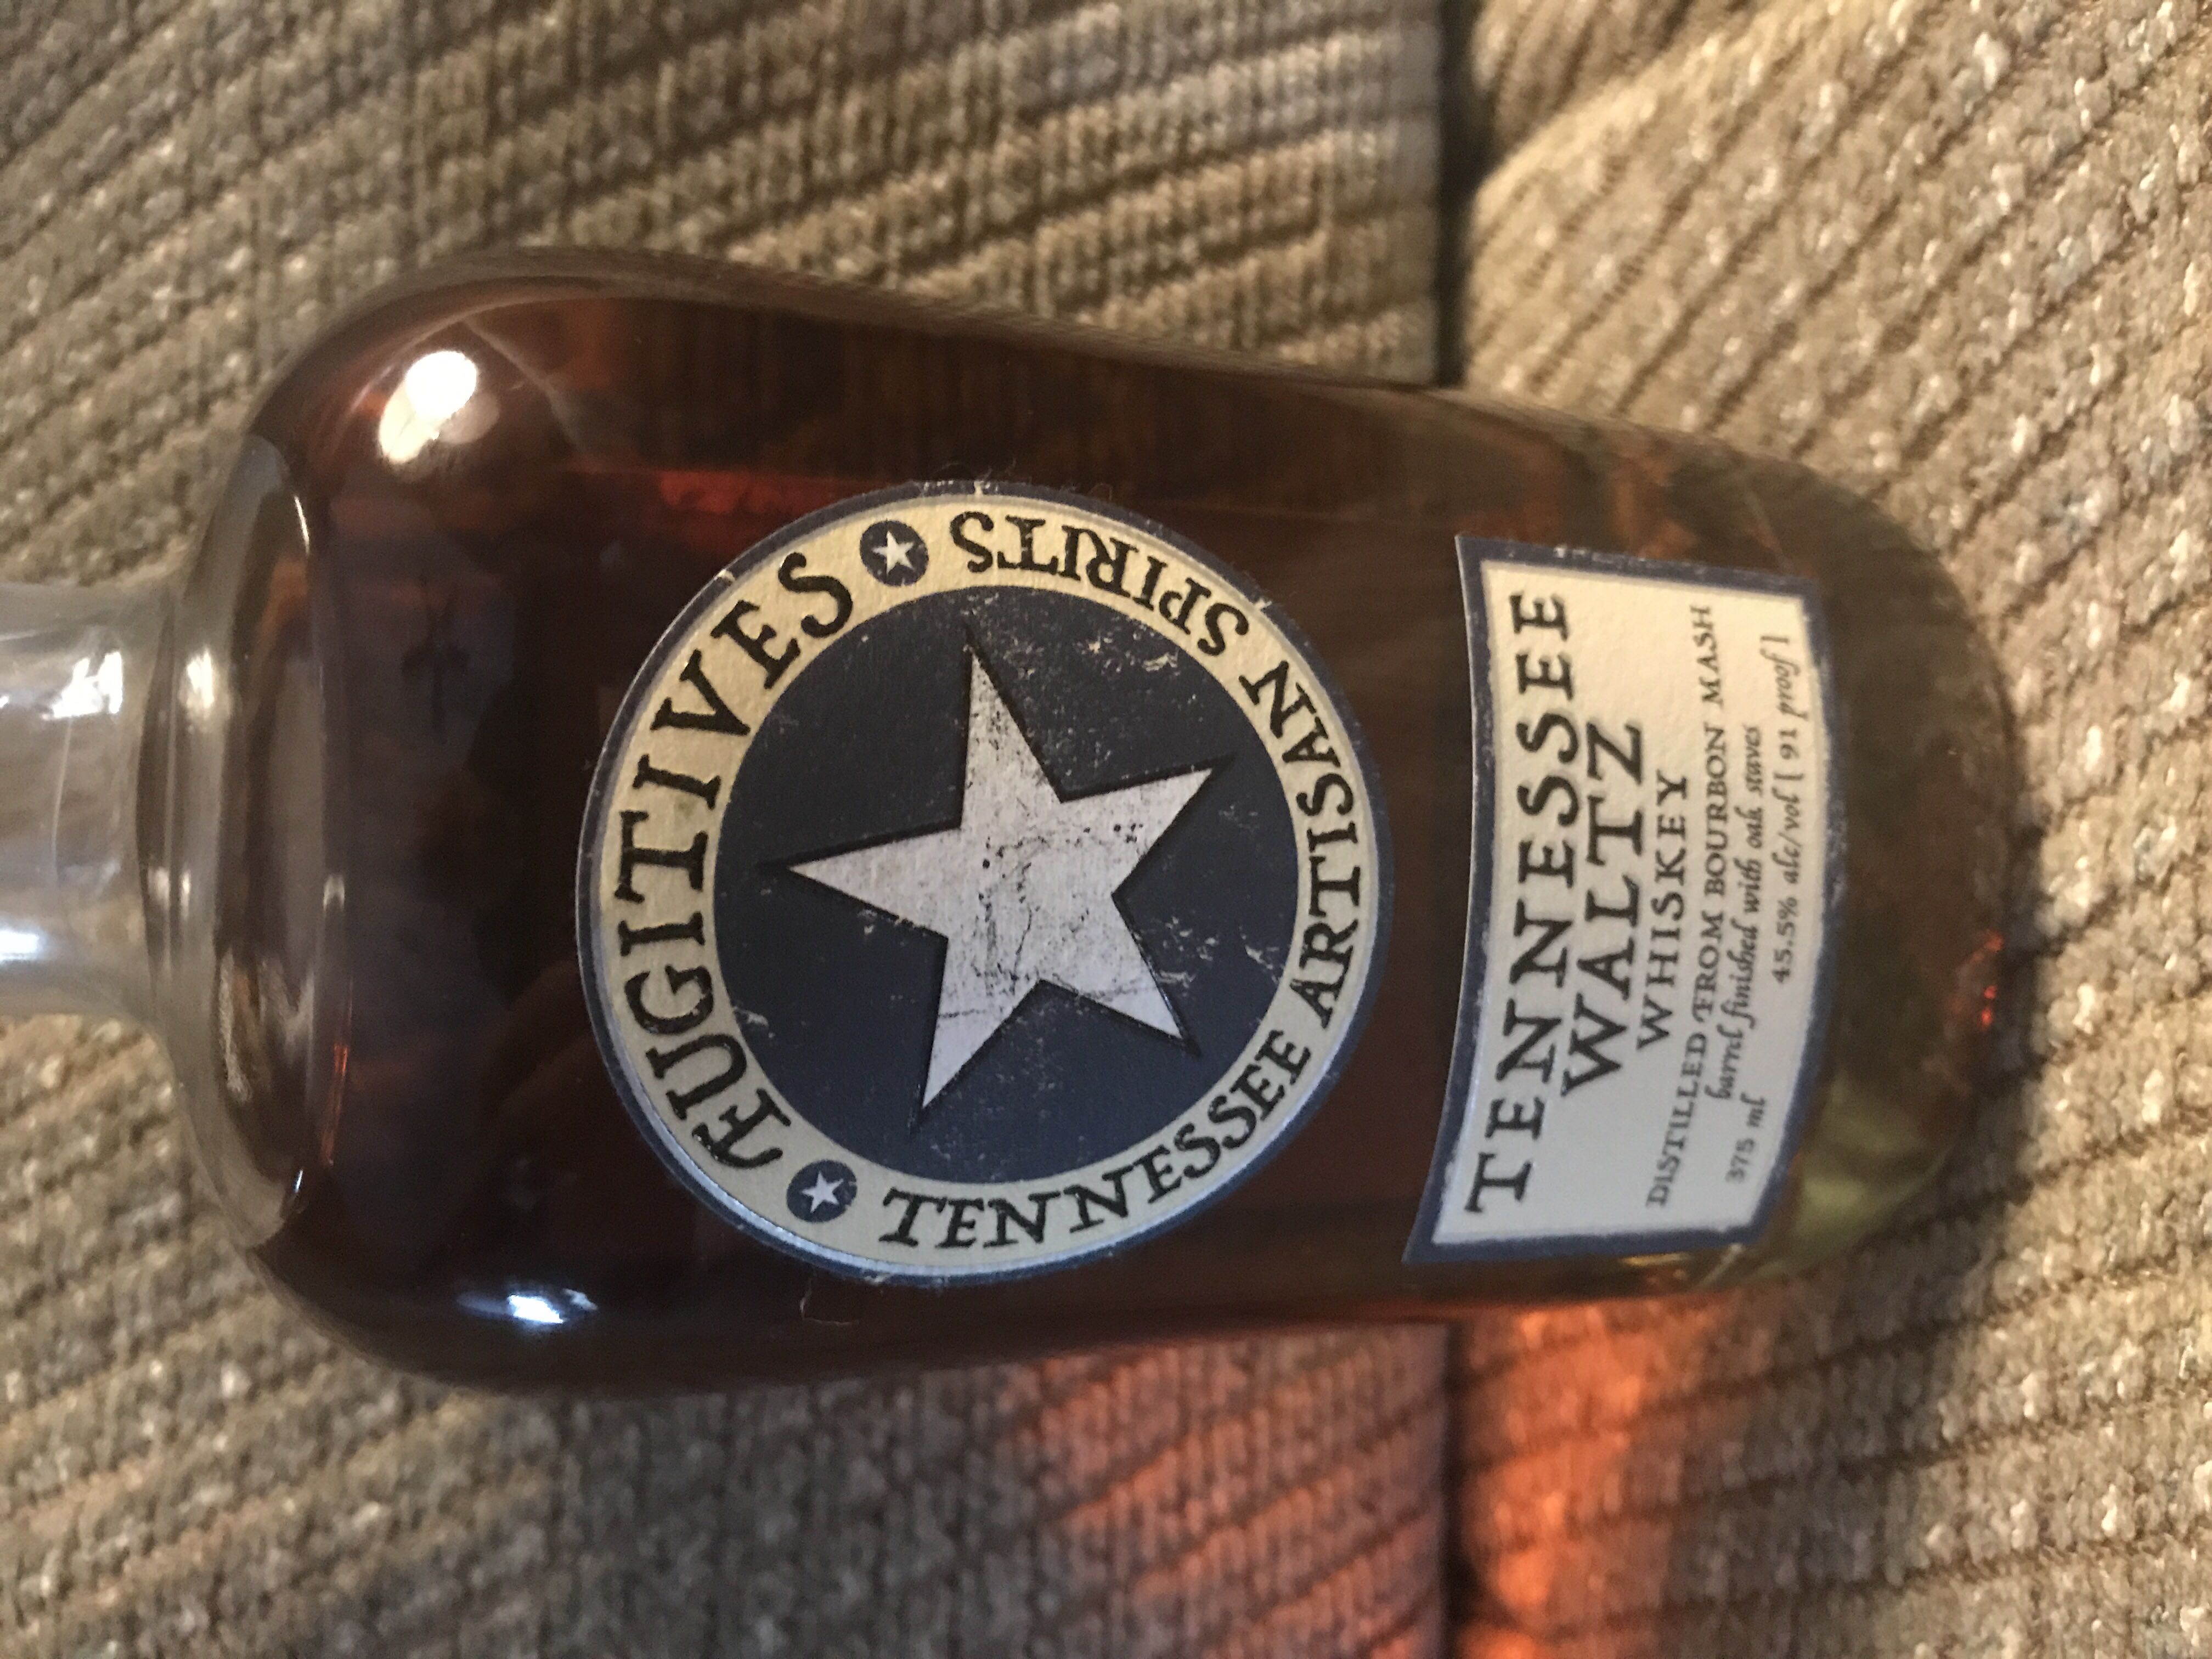 FUGITIVES
TENNESSEE ARTISAN SPIRITS
TENNESSEE
WALTZ
WHISKEY
DISTILLED FROM BOURBON MASH
barrel finished with oak staves
375 ml 45.5% alc/vol [ 91 proof ]